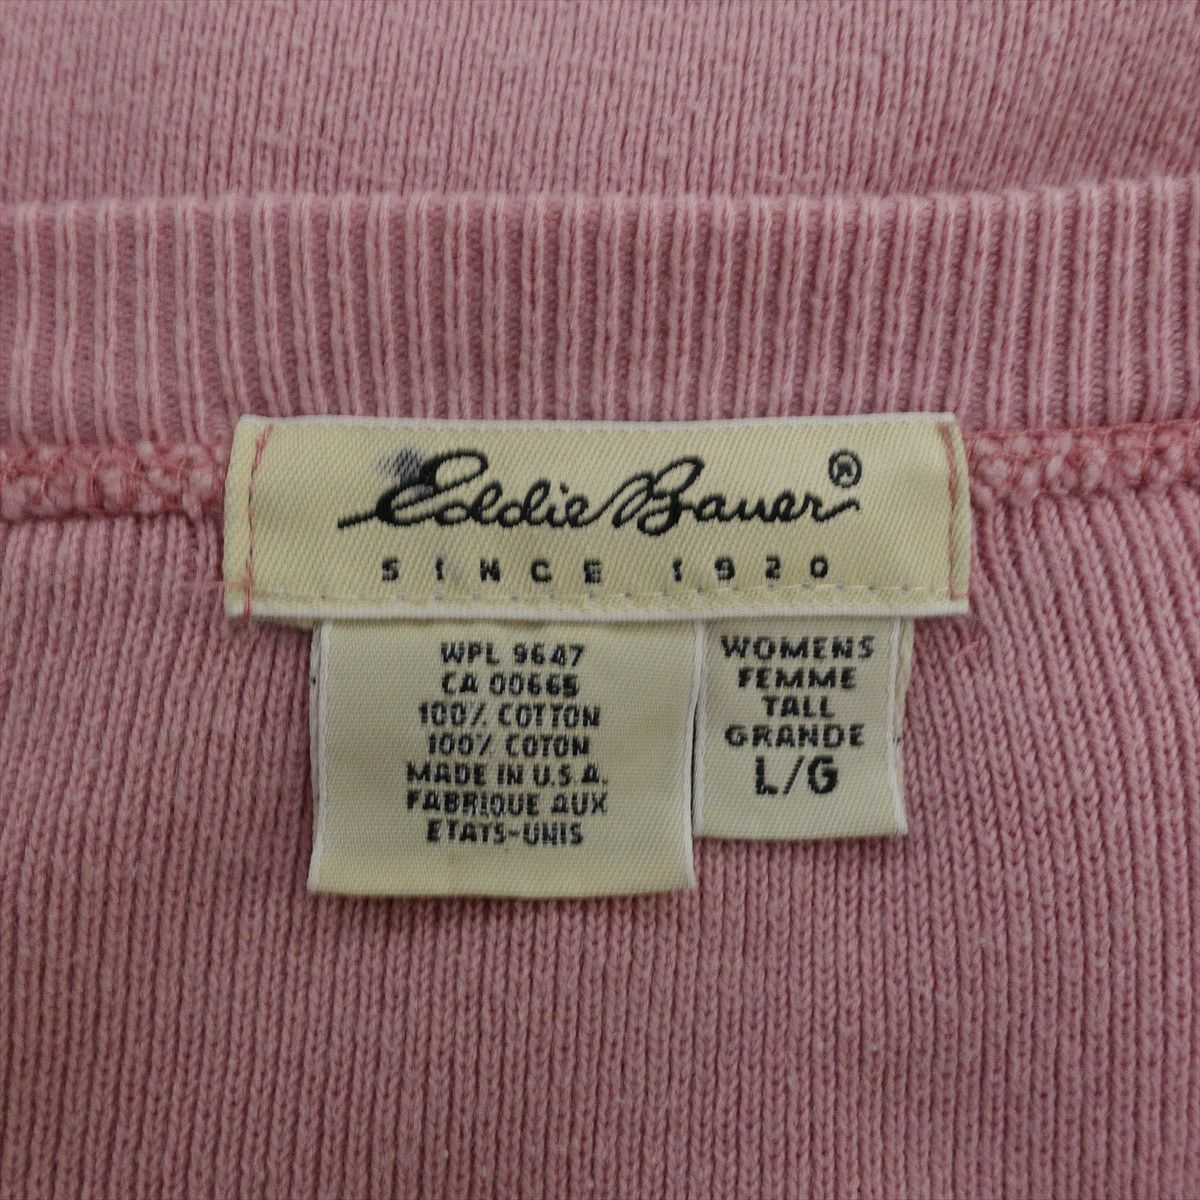 Eddie Bauer®
SINCE 1920
WPL 9647
CA 00665
100% COTTON
100% COTON
MADE IN U.S.A.
FABRIQUE AUX
ETATS-UNIS
WOMENS
FEMME
TALL
GRANDE
L/G